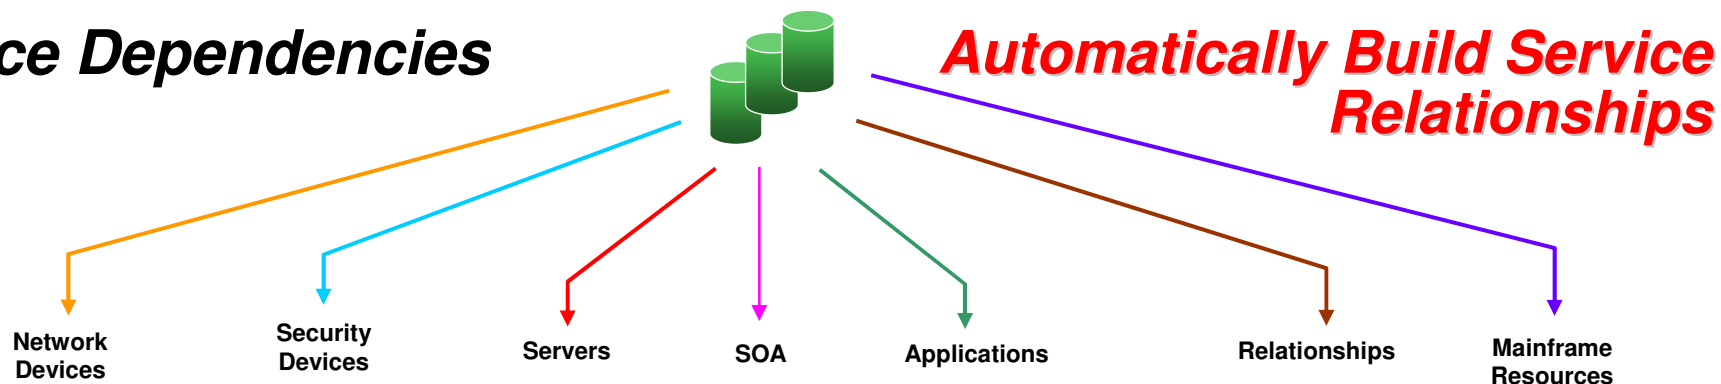 ce Dependencies
Automatically Build Service
Relationships
Network
Devices
Security
Devices
Servers
SOA
Applications
Relationships
Mainframe
Resources